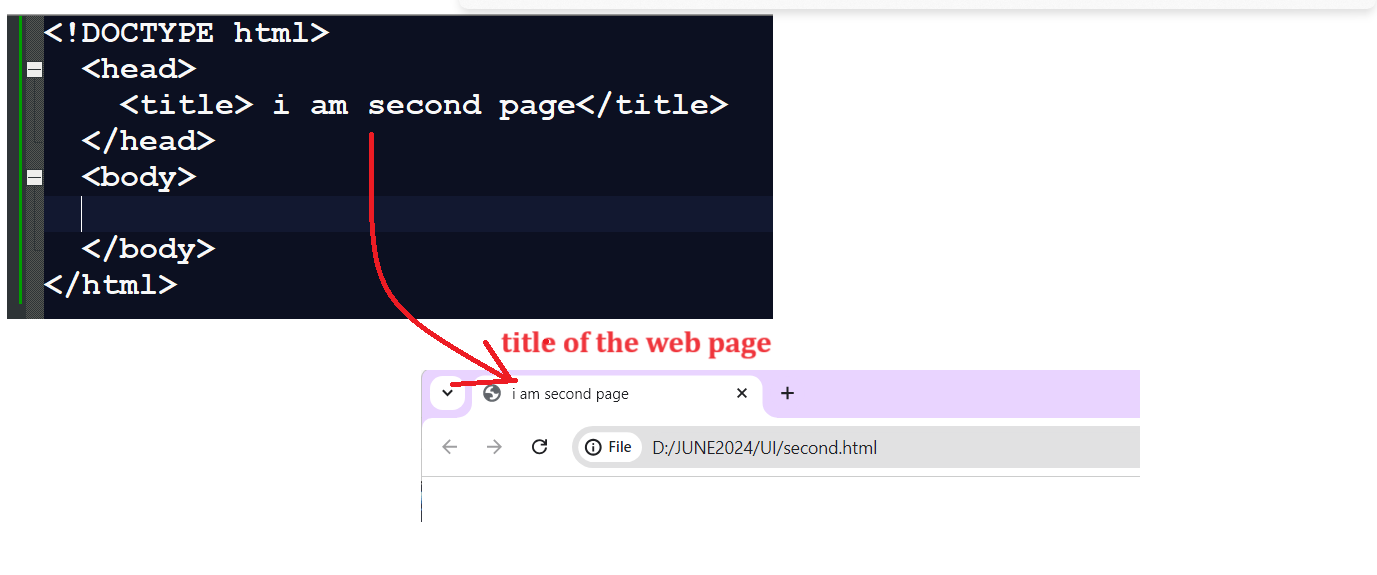 <!DOCTYPE html>
<head>
<title> i am second page</title>
</head>
<body>
</body>
</html>
title of the web page
i am second page
File D:/JUNE2024/UI/second.html